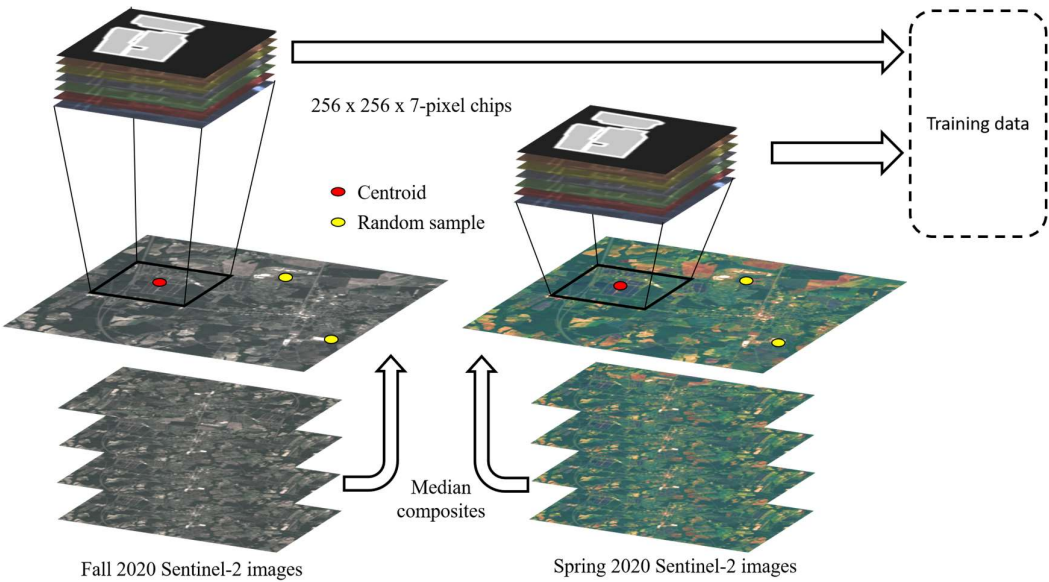 256 x 256 x 7-pixel chips
Training data
Centroid
Random sample
Median
composites
Fall 2020 Sentinel-2 images
Spring 2020 Sentinel-2 images